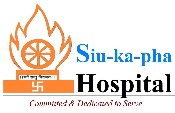 Siu-ka-pha
Hospital
Committed & Dedicated to Serve